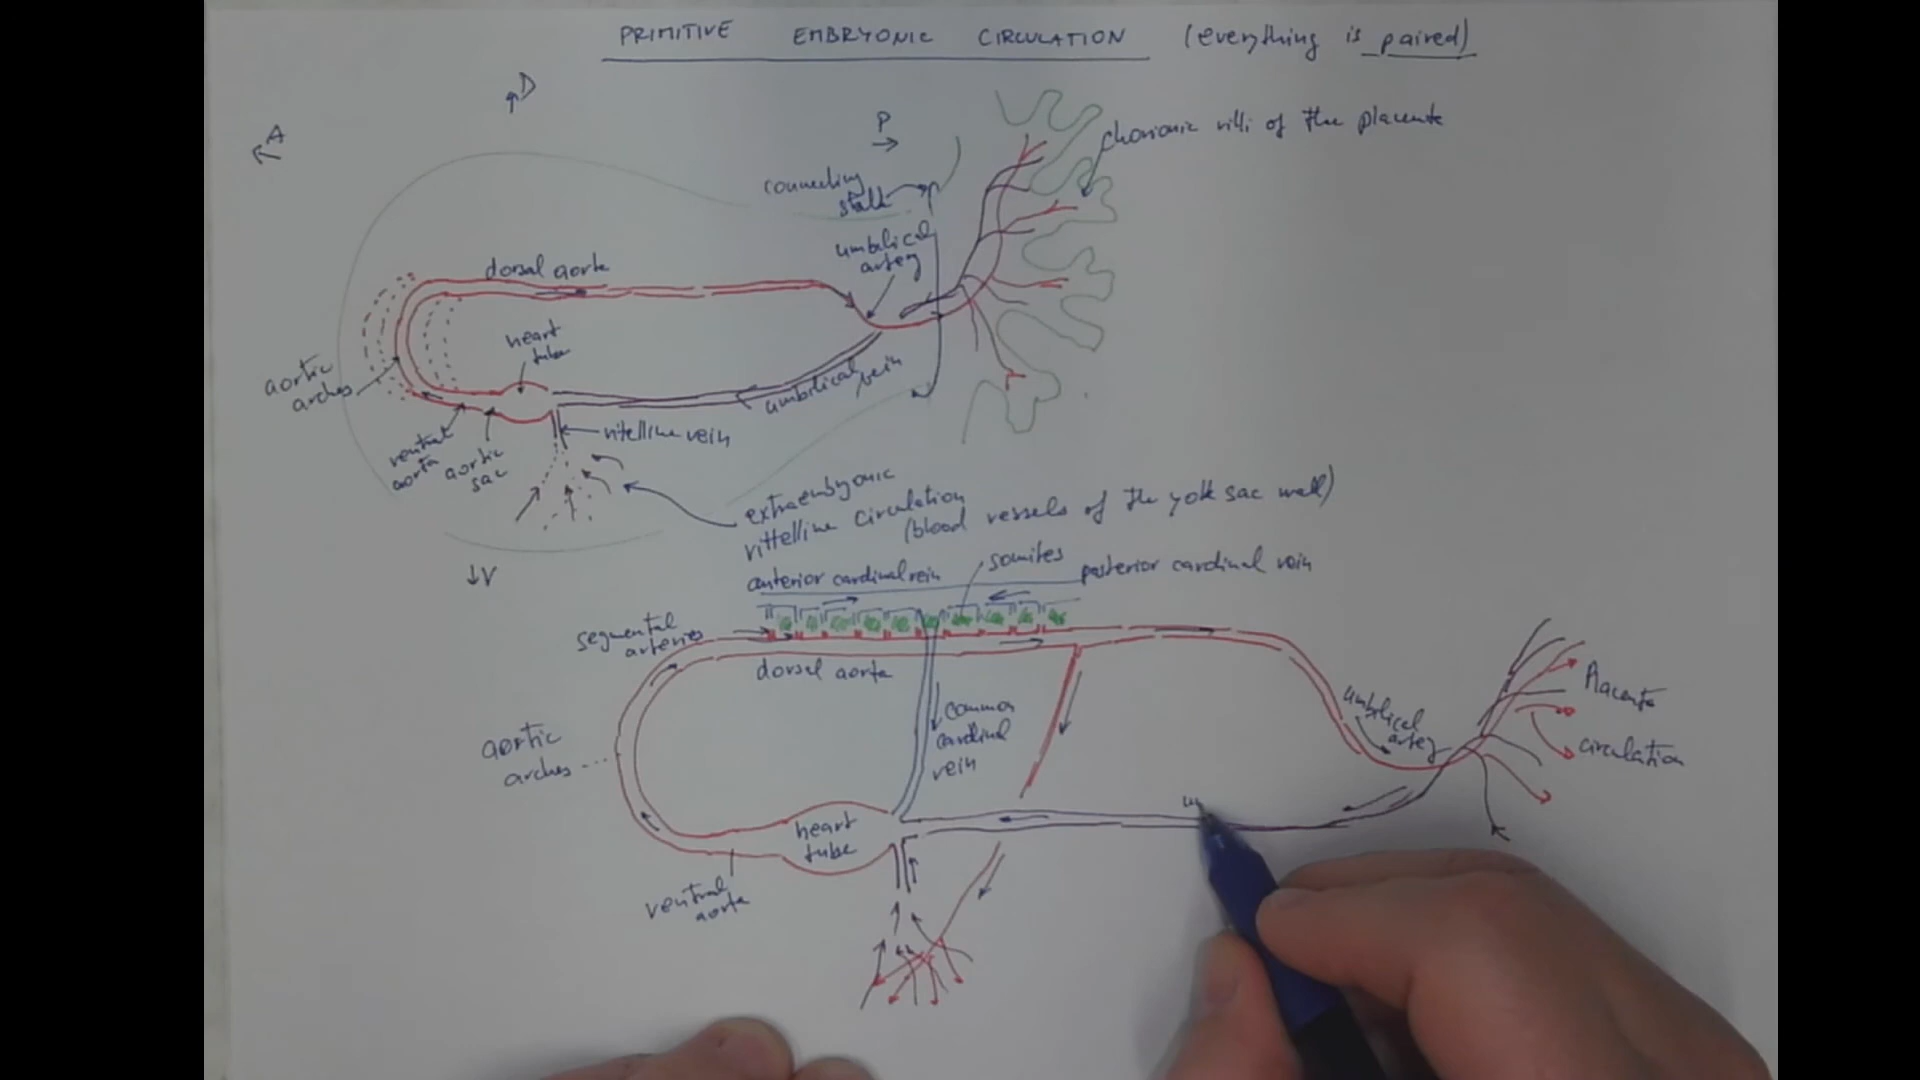 PRIMITIVE EMBRYONIC CIRCULATION (everything is paired)
D
A
P
chorionic villi of the placenta
connecting
stalk
umbilical
artery
dorsal aorta
heart
tube
aortic
arches
umbilical vein
vitelline vein
ventral
aorta
aortic
sac
extraembyonic
vittelline circulation
(blood vessels of the yolk sac wall)
V
anterior cardinal vein
somites
posterior cardinal vein
segmental
arteries
dorsal aorta
aortic
arches
common
cardinal
vein
umbilical
artery
Placenta
circulation
heart
tube
u
ventral
aorta